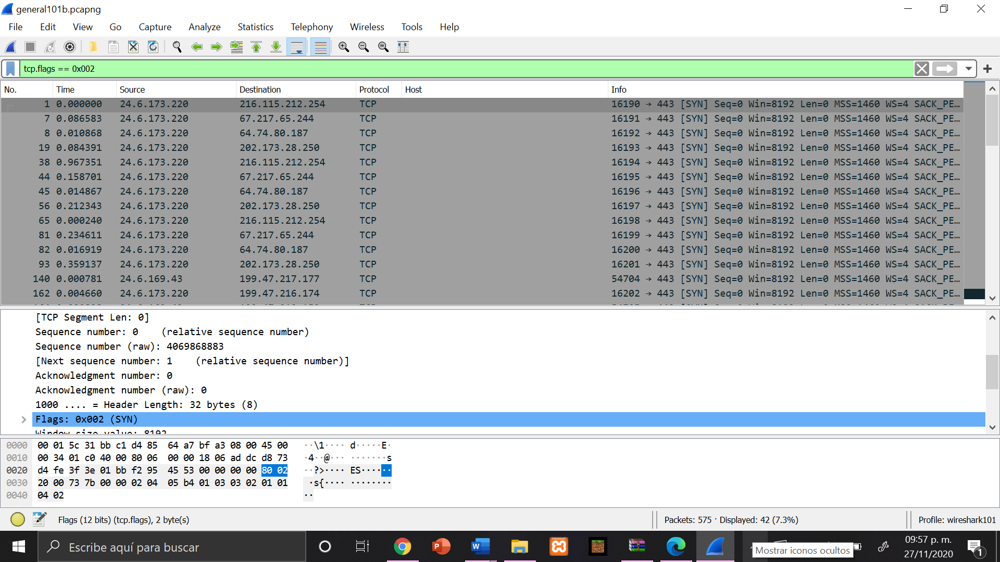 general101b.pcapng
File Edit View Go Capture Analyze Statistics Telephony Wireless Tools Help
tcp.flags == 0x002
No. Time Source Destination Protocol Host Info
1 0.000000 24.6.173.220 216.115.212.254 TCP 16190 → 443 [SYN] Seq=0 Win=8192 Len=0 MSS=1460 WS=4 SACK_PE…
7 0.086583 24.6.173.220 67.217.65.244 TCP 16191 → 443 [SYN] Seq=0 Win=8192 Len=0 MSS=1460 WS=4 SACK_PE…
8 0.010868 24.6.173.220 64.74.80.187 TCP 16192 → 443 [SYN] Seq=0 Win=8192 Len=0 MSS=1460 WS=4 SACK_PE…
19 0.084391 24.6.173.220 202.173.28.250 TCP 16193 → 443 [SYN] Seq=0 Win=8192 Len=0 MSS=1460 WS=4 SACK_PE…
38 0.967351 24.6.173.220 216.115.212.254 TCP 16194 → 443 [SYN] Seq=0 Win=8192 Len=0 MSS=1460 WS=4 SACK_PE…
44 0.158701 24.6.173.220 67.217.65.244 TCP 16195 → 443 [SYN] Seq=0 Win=8192 Len=0 MSS=1460 WS=4 SACK_PE…
45 0.014867 24.6.173.220 64.74.80.187 TCP 16196 → 443 [SYN] Seq=0 Win=8192 Len=0 MSS=1460 WS=4 SACK_PE…
56 0.212343 24.6.173.220 202.173.28.250 TCP 16197 → 443 [SYN] Seq=0 Win=8192 Len=0 MSS=1460 WS=4 SACK_PE…
65 0.000240 24.6.173.220 216.115.212.254 TCP 16198 → 443 [SYN] Seq=0 Win=8192 Len=0 MSS=1460 WS=4 SACK_PE…
81 0.234611 24.6.173.220 67.217.65.244 TCP 16199 → 443 [SYN] Seq=0 Win=8192 Len=0 MSS=1460 WS=4 SACK_PE…
82 0.016919 24.6.173.220 64.74.80.187 TCP 16200 → 443 [SYN] Seq=0 Win=8192 Len=0 MSS=1460 WS=4 SACK_PE…
93 0.359137 24.6.173.220 202.173.28.250 TCP 16201 → 443 [SYN] Seq=0 Win=8192 Len=0 MSS=1460 WS=4 SACK_PE…
140 0.000781 24.6.169.43 199.47.217.177 TCP 54704 → 443 [SYN] Seq=0 Win=8192 Len=0 MSS=1460 WS=4 SACK_PE…
162 0.004660 24.6.173.220 199.47.216.174 TCP 16202 → 443 [SYN] Seq=0 Win=8192 Len=0 MSS=1460 WS=4 SACK_PE…
[TCP Segment Len: 0]
Sequence number: 0 (relative sequence number)
Sequence number (raw): 4069868883
[Next sequence number: 1 (relative sequence number)]
Acknowledgment number: 0
Acknowledgment number (raw): 0
1000 .... = Header Length: 32 bytes (8)
Flags: 0x002 (SYN)
Window size value: 8192
0000 00 01 5c 31 bb c1 d4 85 64 a7 bf a3 08 00 45 00 ··\1···· d·····E·
0010 00 34 01 c0 40 00 80 06 00 00 18 06 ad dc d8 73 ·4··@··· ·······s
0020 d4 fe 3f 3e 01 bb f2 95 45 53 00 00 00 00 80 02 ··?>···· ES······
0030 20 00 73 7b 00 00 02 04 05 b4 01 03 03 02 01 01 ·s{···· ········
0040 04 02 ··
Flags (12 bits) (tcp.flags), 2 byte(s)
Packets: 575 · Displayed: 42 (7.3%)
Profile: wireshark101
Escribe aquí para buscar
Mostrar iconos ocultos
09:57 p. m.
27/11/2020
1